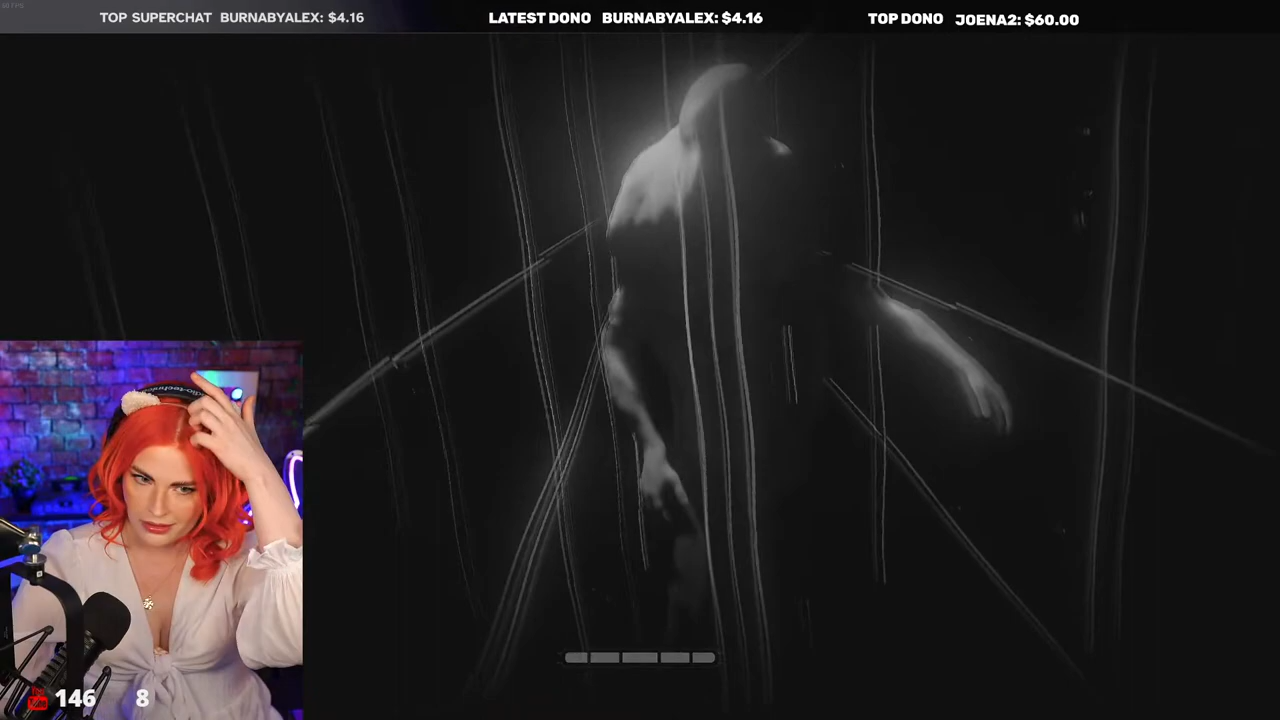 TOP SUPERCHAT BURNABYALEX: $4.16
LATEST DONO BURNABYALEX: $4.16
TOP DONO JOENA2: $60.00
146
8